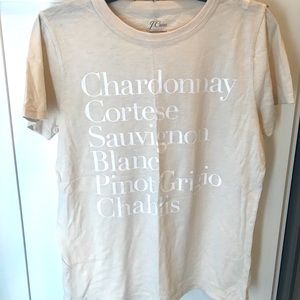 J.Crew
Chardonnay
Cortese
Sauvignon
Blanc
Pinot Grigio
Chablis